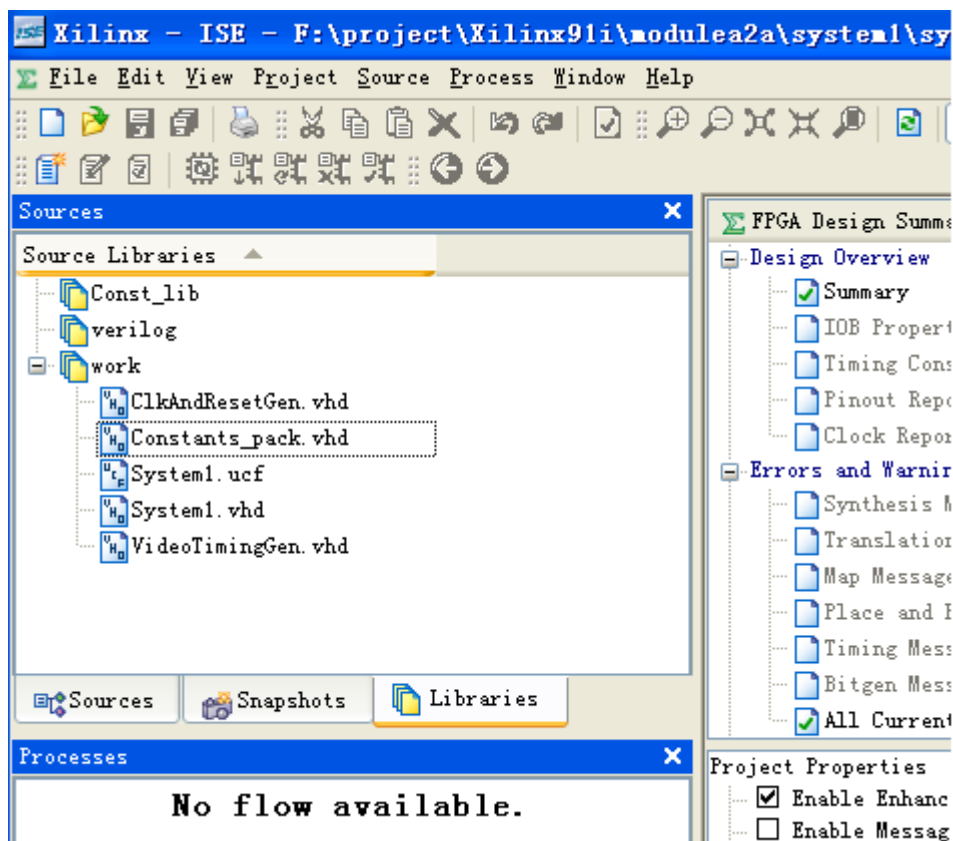 Xilinx - ISE - F:\project\Xilinx91i\modulea2a\system1\sy
File Edit View Project Source Process Window Help
Sources
Source Libraries
Const_lib
verilog
work
ClkAndResetGen.vhd
Constants_pack.vhd
System1.ucf
System1.vhd
VideoTimingGen.vhd
Sources Snapshots Libraries
Processes
No flow available.
FPGA Design Summa
Design Overview
Summary
IOB Propert
Timing Cons
Pinout Repo
Clock Repor
Errors and Warnin
Synthesis M
Translation
Map Message
Place and R
Timing Mess
Bitgen Mess
All Current
Project Properties
Enable Enhanc
Enable Messag